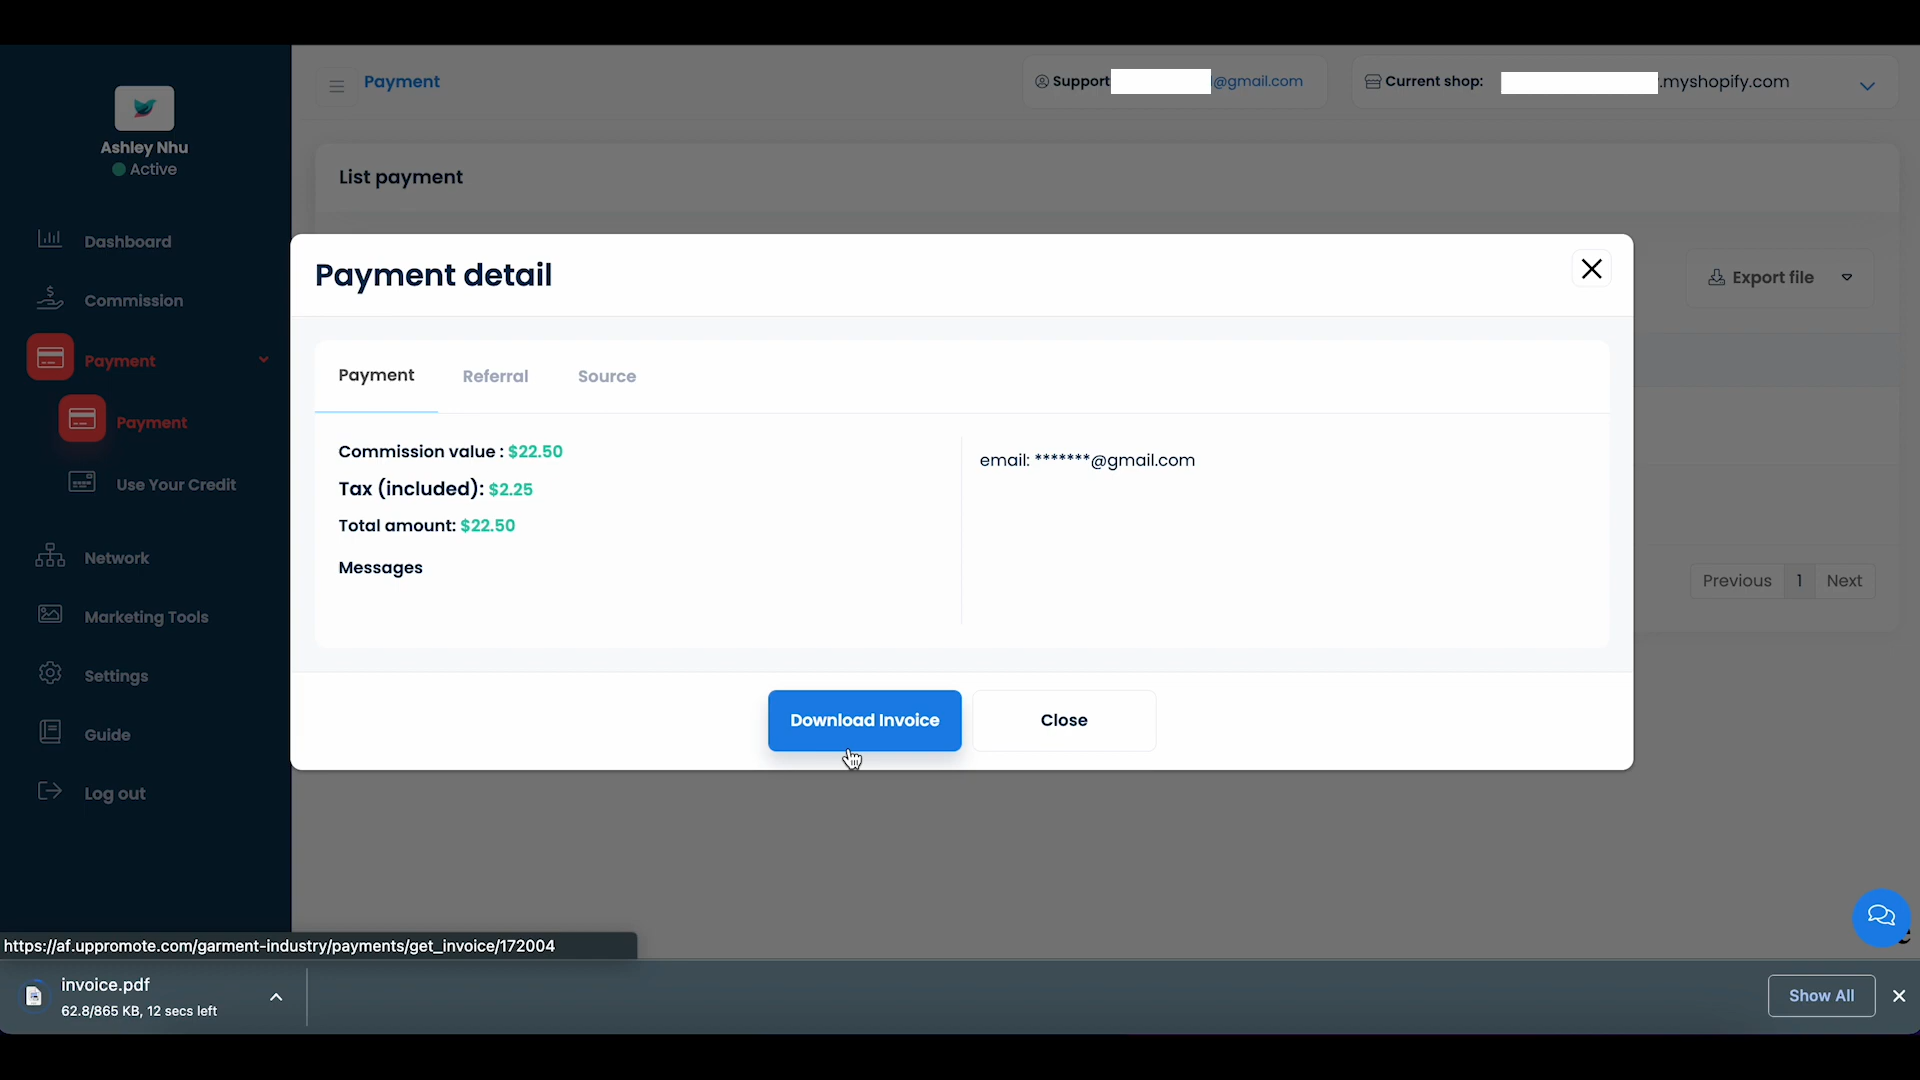 Payment
Support
@gmail.com
Current shop:
.myshopify.com
Ashley Nhu
Active
Dashboard
Commission
Payment
Payment
Use Your Credit
Network
Marketing Tools
Settings
Guide
Log out
List payment
Export file
Payment detail
Payment
Referral
Source
Commission value : $22.50
Tax (included): $2.25
Total amount: $22.50
Messages
email: *******@gmail.com
Download Invoice
Close
Previous
1
Next
https://af.uppromote.com/garment-industry/payments/get_invoice/172004
invoice.pdf
62.8/865 KB, 12 secs left
Show All